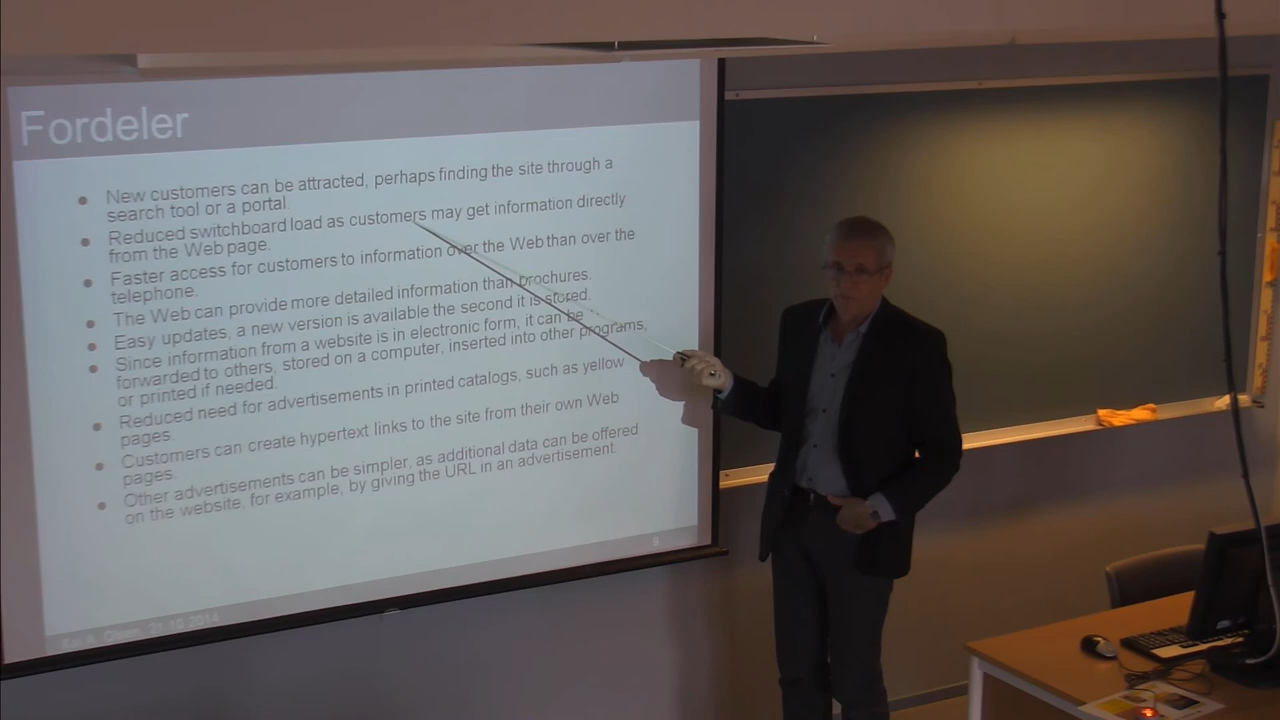 Fordeler
New customers can be attracted, perhaps finding the site through a
search tool or a portal.
Reduced switchboard load as customers may get information directly
from the Web page.
Faster access for customers to information over the Web than over the
telephone.
The Web can provide more detailed information than brochures.
Easy updates, a new version is available the second it is stored.
Since information from a website is in electronic form, it can be
forwarded to others, stored on a computer, inserted into other programs,
or printed if needed.
Reduced need for advertisements in printed catalogs, such as yellow
pages.
Customers can create hypertext links to the site from their own Web
pages.
Other advertisements can be simpler, as additional data can be offered
on the website, for example, by giving the URL in an advertisement.
9
Kai A. Olsen, 21.10.2014